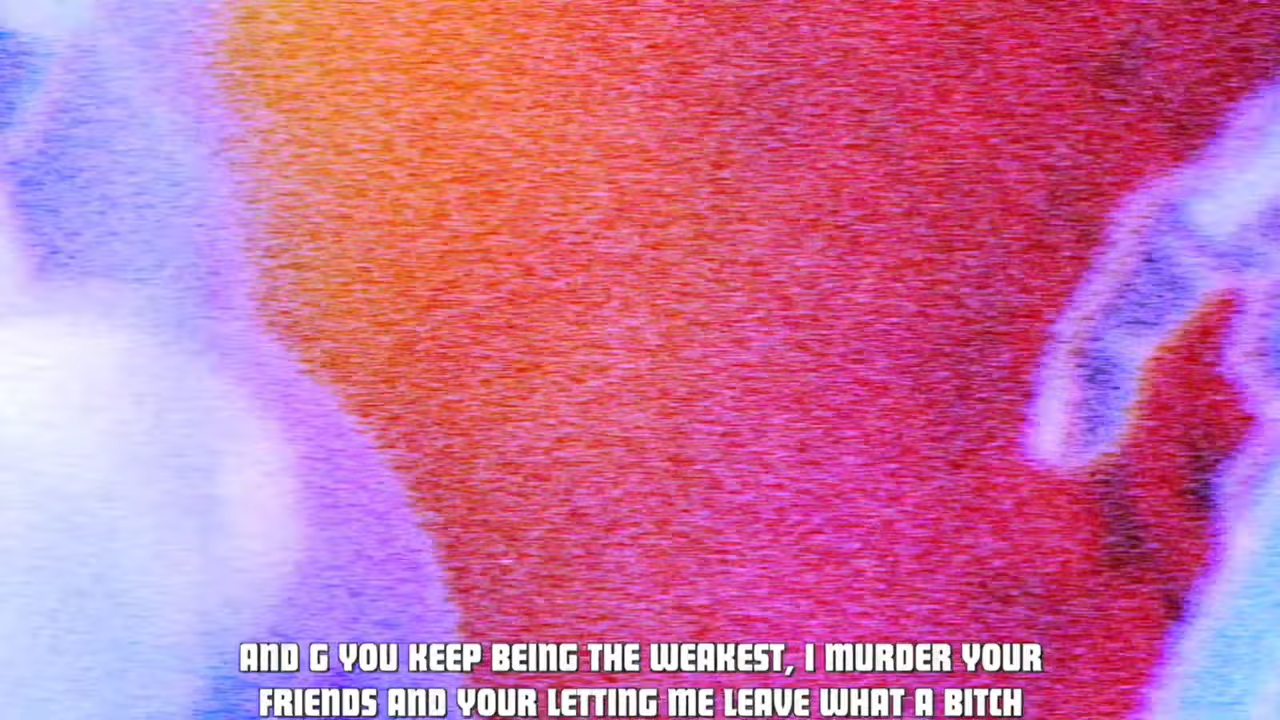 AND G YOU KEEP BEING THE WEAKEST, I MURDER YOUR
FRIENDS AND YOUR LETTING ME LEAVE WHAT A BITCH